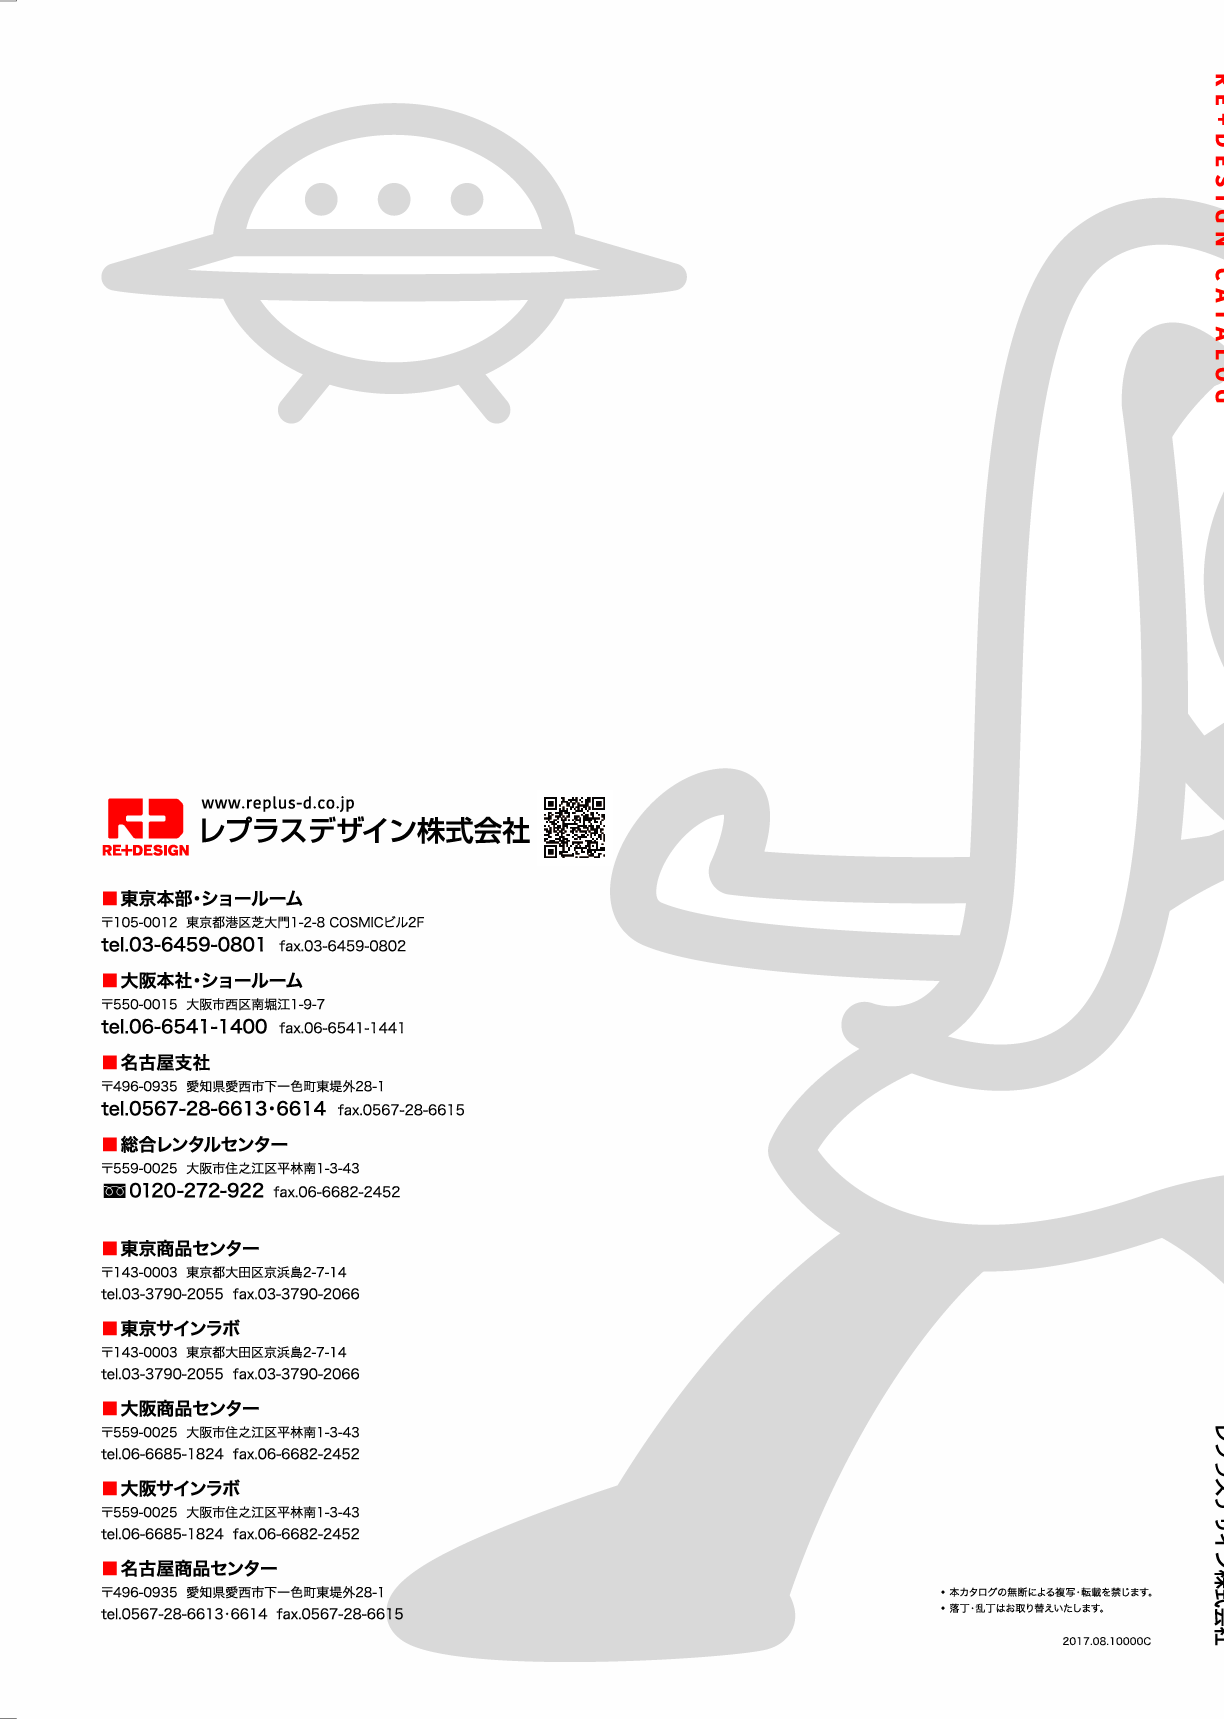 RE+DESIGN CATALOG
www.replus-d.co.jp
レプラスデザイン株式会社
RE+DESIGN
■東京本部・ショールーム
〒105-0012 東京都港区芝大門1-2-8 COSMICビル2F
tel.03-6459-0801 fax.03-6459-0802
■大阪本社・ショールーム
〒550-0015 大阪市西区南堀江1-9-7
tel.06-6541-1400 fax.06-6541-1441
■名古屋支社
〒496-0935 愛知県愛西市下一色町東堤外28-1
tel.0567-28-6613・6614 fax.0567-28-6615
■総合レンタルセンター
〒559-0025 大阪市住之江区平林南1-3-43
0120-272-922 fax.06-6682-2452
■東京商品センター
〒143-0003 東京都大田区京浜島2-7-14
tel.03-3790-2055 fax.03-3790-2066
■東京サインラボ
〒143-0003 東京都大田区京浜島2-7-14
tel.03-3790-2055 fax.03-3790-2066
■大阪商品センター
〒559-0025 大阪市住之江区平林南1-3-43
tel.06-6685-1824 fax.06-6682-2452
■大阪サインラボ
〒559-0025 大阪市住之江区平林南1-3-43
tel.06-6685-1824 fax.06-6682-2452
■名古屋商品センター
〒496-0935 愛知県愛西市下一色町東堤外28-1
tel.0567-28-6613・6614 fax.0567-28-6615
• 本カタログの無断による複写・転載を禁じます。
• 落丁・乱丁はお取り替えいたします。
2017.08.10000C
レプラスデザイン株式会社